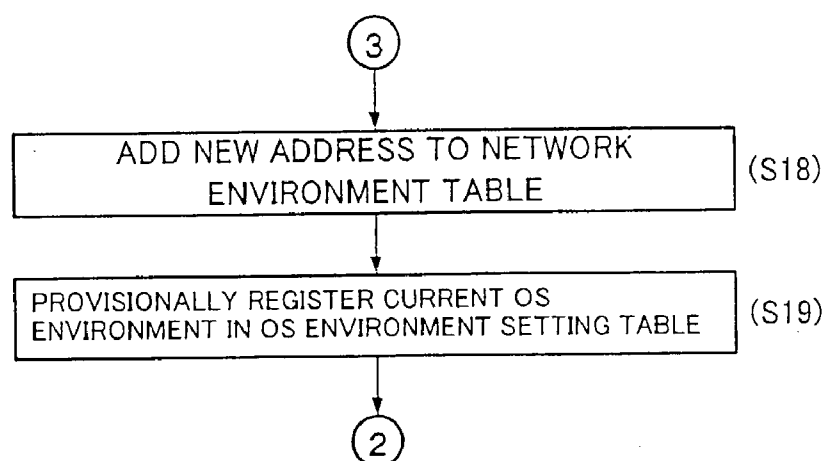 3
ADD NEW ADDRESS TO NETWORK
ENVIRONMENT TABLE
(S18)
PROVISIONALLY REGISTER CURRENT OS
ENVIRONMENT IN OS ENVIRONMENT SETTING TABLE
(S19)
2